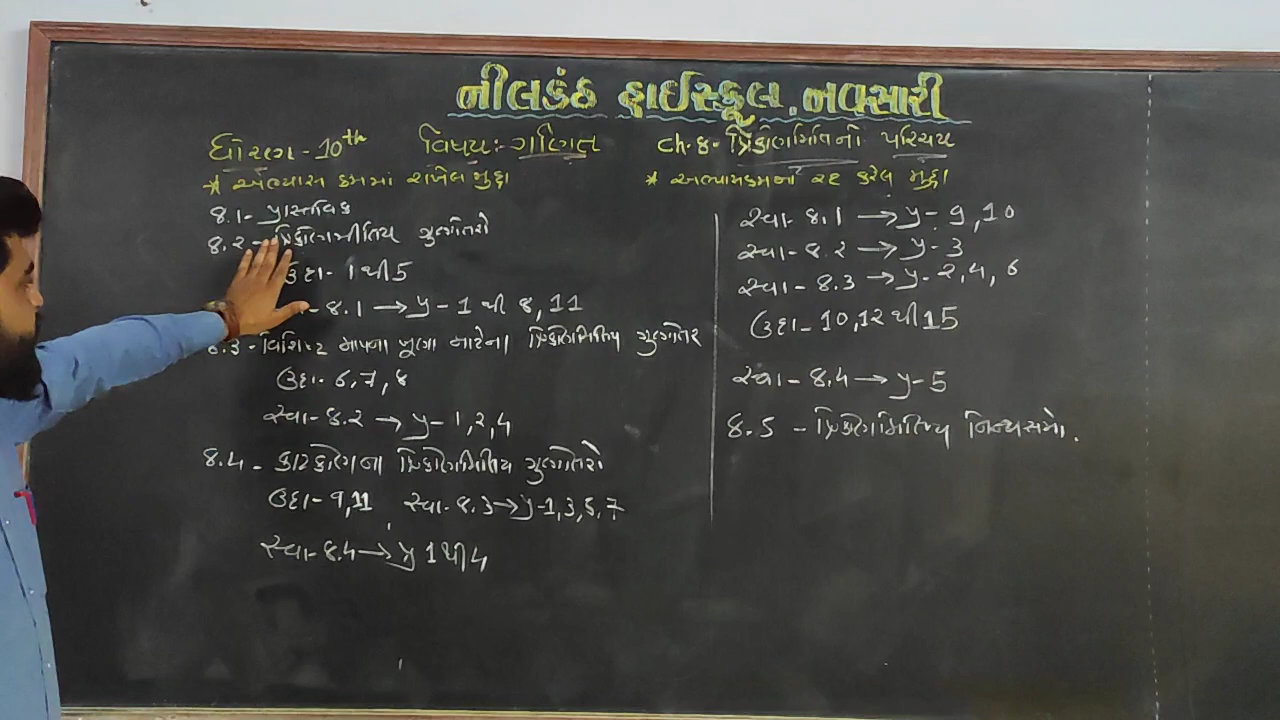 નીલકંઠ હાઈસ્કૂલ. નવસારી
ધોરણ - 10th વિષય:- ગણિત ch-8- ત્રિકોણમિતિનો પરિચય
* અભ્યાસ ક્રમમાં રાખેલ મુદ્દા
8.1- પ્રાસ્તવિક
8.2- ત્રિકોણમીતિય ગુણોત્તરો
ઉદા- 1 થી 5
- 8.1 → પ્ર- 1 થી 8, 11
8.3 - વિશિષ્ટ માપના ખૂણા માટેના ત્રિકોણમિતિય ગુણોત્તર
ઉદા- 6, 7, 8
સ્વા- 8.2 → પ્ર- 1, 2, 4
8.4 - કોટિકોણના ત્રિકોણમિતિય ગુણોત્તરો
ઉદા- 9, 11 સ્વા- 8.3 → પ્ર-1, 3, 5, 7
સ્વા- 8.4 → પ્ર 1 થી 4
* અભ્યાસક્રમનો રદ કરેલ મુદ્દા
સ્વા- 8.1 → પ્ર- 9, 10
સ્વા- 8.2 → પ્ર- 3
સ્વા- 8.3 → પ્ર- 2, 4, 6
ઉદા- 10, 12 થી 15
સ્વા- 8.4 → પ્ર- 5
8.5 - ત્રિકોણમિતિય નિત્યસમો.